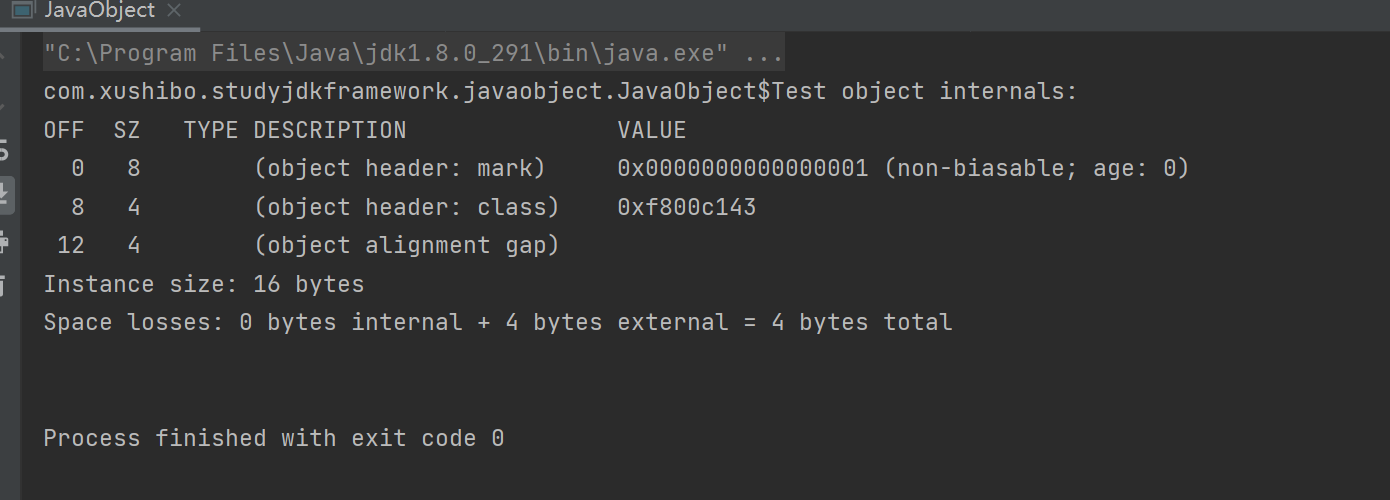 JavaObject
"C:\Program Files\Java\jdk1.8.0_291\bin\java.exe" ...
com.xushibo.studyjdkframework.javaobject.JavaObject$Test object internals:
OFF  SZ   TYPE DESCRIPTION               VALUE
  0   8        (object header: mark)     0x0000000000000001 (non-biasable; age: 0)
  8   4        (object header: class)    0xf800c143
 12   4        (object alignment gap)
Instance size: 16 bytes
Space losses: 0 bytes internal + 4 bytes external = 4 bytes total
Process finished with exit code 0